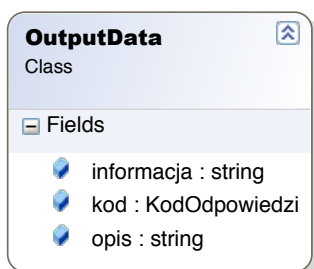 OutputData
Class
Fields
informacja : string
kod : KodOdpowiedzi
opis : string